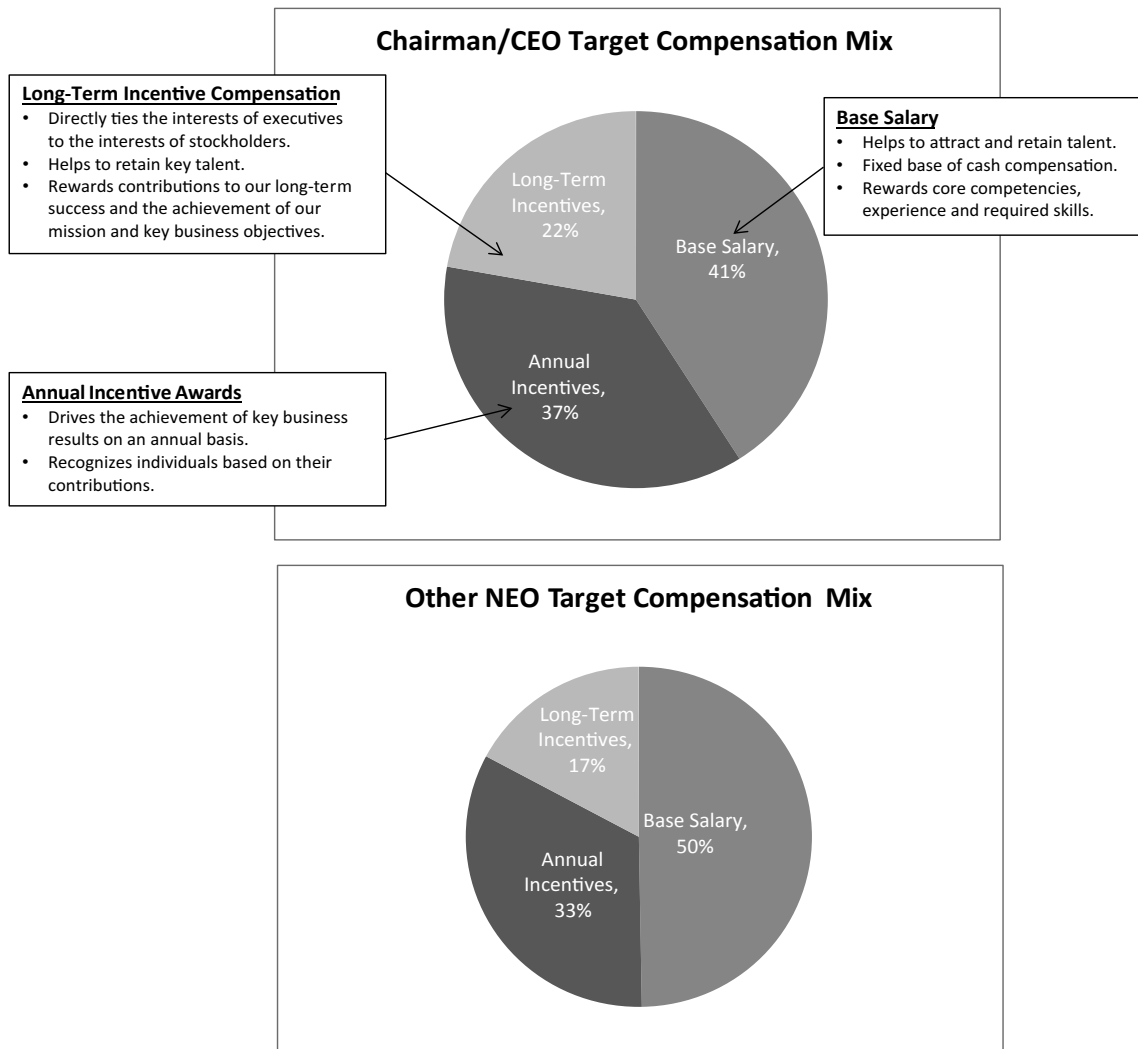 Chairman/CEO Target Compensation Mix
Long-Term Incentive Compensation
• Directly ties the interests of executives
to the interests of stockholders.
• Helps to retain key talent.
• Rewards contributions to our long-term
success and the achievement of our
mission and key business objectives.
Base Salary
• Helps to attract and retain talent.
• Fixed base of cash compensation.
• Rewards core competencies,
experience and required skills.
Long-Term
Incentives,
22%
Base Salary,
41%
Annual
Incentives,
37%
Annual Incentive Awards
• Drives the achievement of key business
results on an annual basis.
• Recognizes individuals based on their
contributions.
Other NEO Target Compensation Mix
Long-Term
Incentives,
17%
Base Salary,
50%
Annual
Incentives,
33%